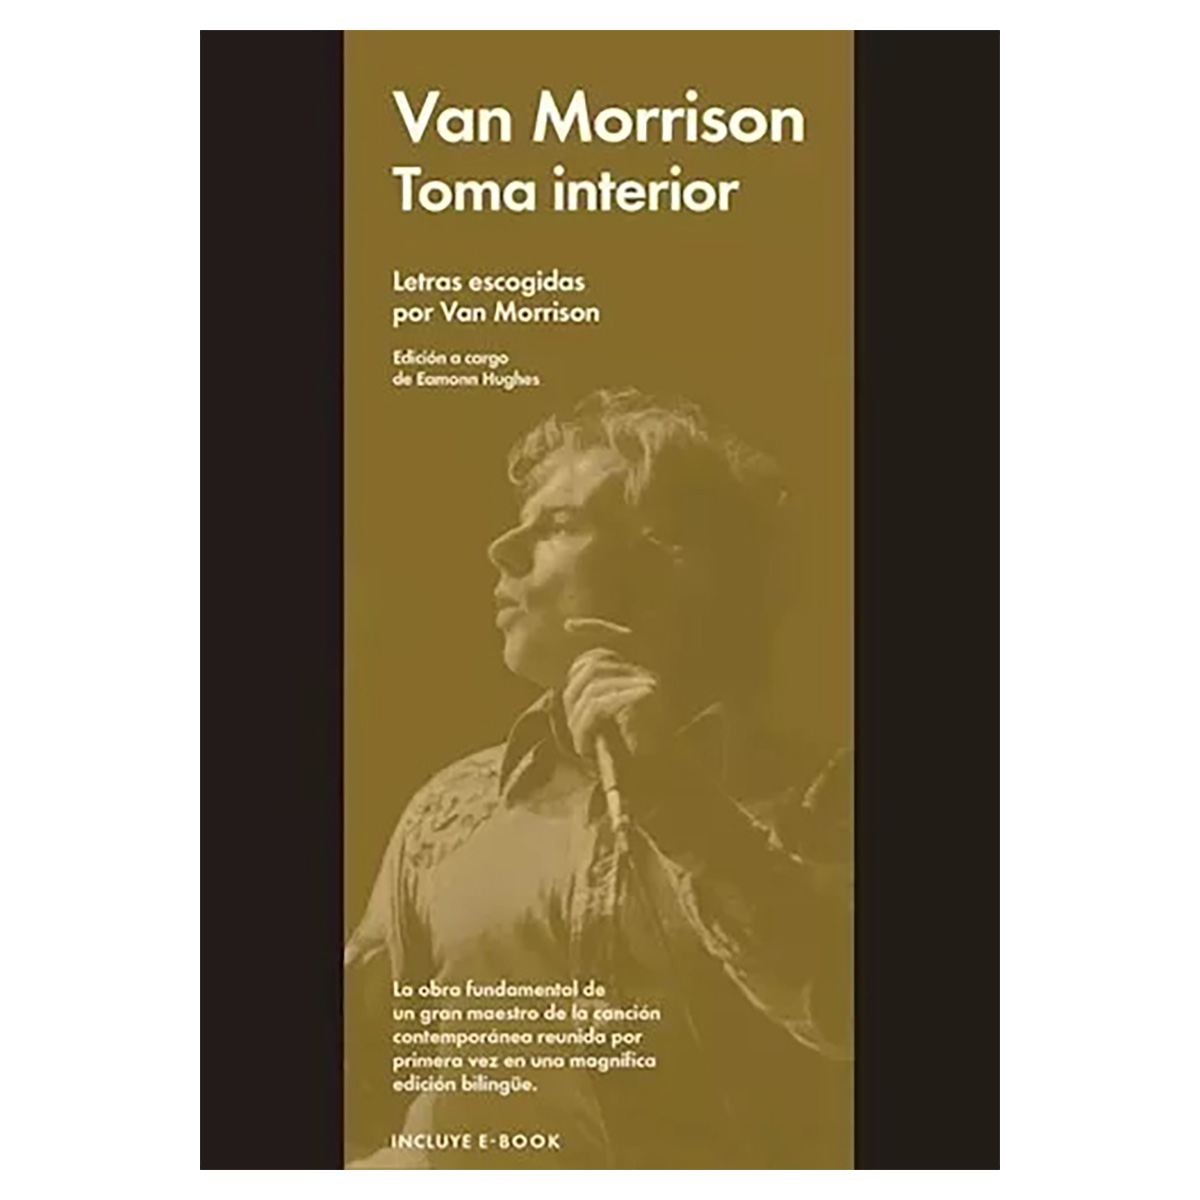 Van Morrison
Toma interior
Letras escogidas
por Van Morrison
Edición a cargo
de Eamonn Hughes
La obra fundamental de
un gran maestro de la canción
contemporánea reunida por
primera vez en una magnífica
edición bilingüe.
INCLUYE E-BOOK